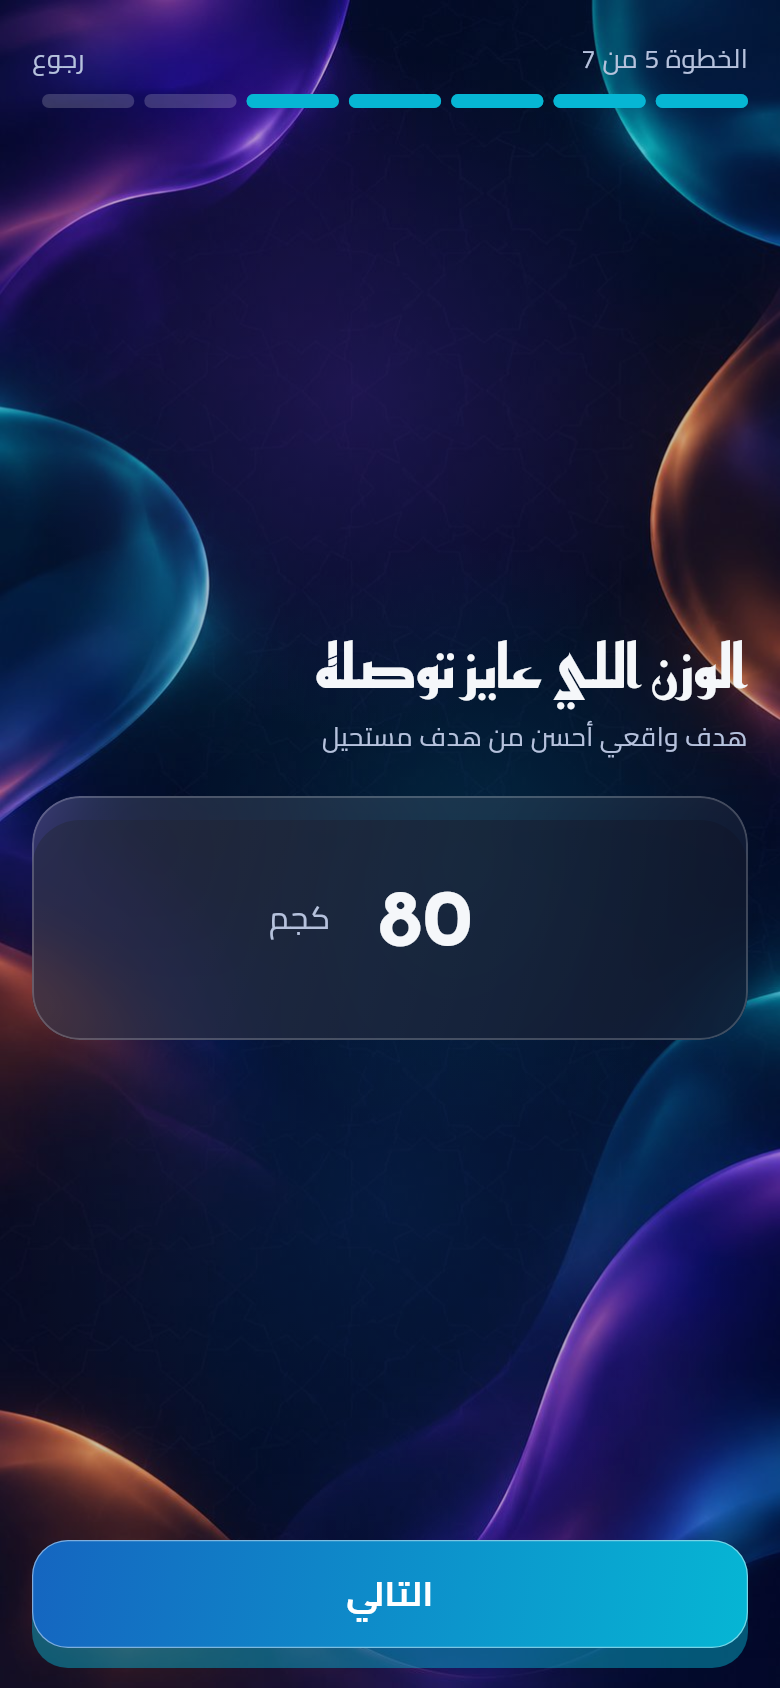 الخطوة 5 من 7
رجوع
الوزن اللي عايز توصله
هدف واقعي أحسن من هدف مستحيل
80 كجم
التالي